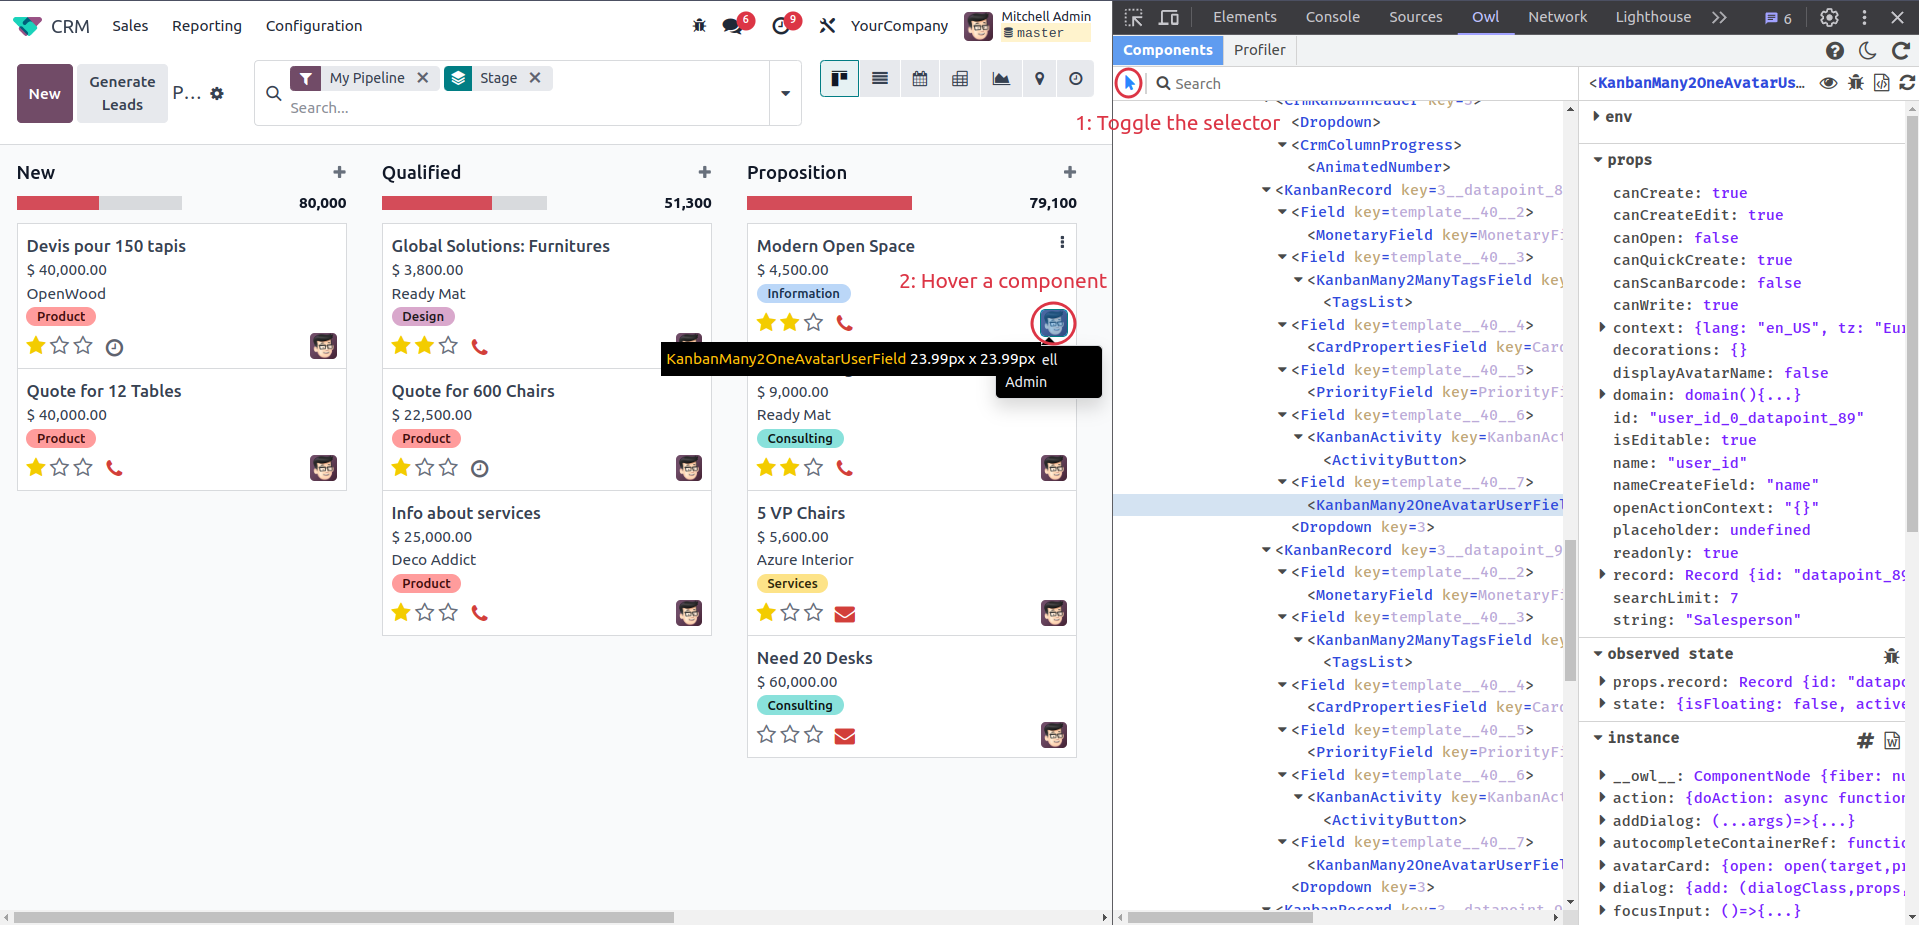 CRM Sales Reporting Configuration 6 9 YourCompany Mitchell Admin
master
New Generate Leads P... My Pipeline Stage
Search...
New
80,000
Devis pour 150 tapis
$ 40,000.00
OpenWood
Product
Quote for 12 Tables
$ 40,000.00
Product
Qualified
51,300
Global Solutions: Furnitures
$ 3,800.00
Ready Mat
Design
Quote for 600 Chairs
$ 22,500.00
Product
Info about services
$ 25,000.00
Deco Addict
Product
Proposition
79,100
Modern Open Space
$ 4,500.00
Information
2: Hover a component
KanbanMany2OneAvatarUserField 23.99px x 23.99px
ell
Admin
$ 9,000.00
Ready Mat
Consulting
5 VP Chairs
$ 5,600.00
Azure Interior
Services
Need 20 Desks
$ 60,000.00
Consulting
Elements Console Sources Owl Network Lighthouse 6
Components Profiler
Search
1: Toggle the selector
<CrmKanbanHeader key=3>
<Dropdown>
<CrmColumnProgress>
<AnimatedNumber>
<KanbanRecord key=3__datapoint_8
<Field key=template__40__2>
<MonetaryField key=MonetaryFi
<Field key=template__40__3>
<KanbanMany2ManyTagsField key
<TagsList>
<Field key=template__40__4>
<CardPropertiesField key=Card
<Field key=template__40__5>
<PriorityField key=PriorityFi
<Field key=template__40__6>
<KanbanActivity key=KanbanAct
<ActivityButton>
<Field key=template__40__7>
<KanbanMany2OneAvatarUserFiel
<Dropdown key=3>
<KanbanRecord key=3__datapoint_9
<Field key=template__40__2>
<MonetaryField key=MonetaryFi
<Field key=template__40__3>
<KanbanMany2ManyTagsField key
<TagsList>
<Field key=template__40__4>
<CardPropertiesField key=Card
<Field key=template__40__5>
<PriorityField key=PriorityFi
<Field key=template__40__6>
<KanbanActivity key=KanbanAct
<ActivityButton>
<Field key=template__40__7>
<KanbanMany2OneAvatarUserFiel
<Dropdown key=3>
<KanbanRecord key=3__datapoint_9
<KanbanMany2OneAvatarUs...
env
props
canCreate: true
canCreateEdit: true
canOpen: false
canQuickCreate: true
canScanBarcode: false
canWrite: true
context: {lang: "en_US", tz: "Eur
decorations: {}
displayAvatarName: false
domain: domain(){...}
id: "user_id_0_datapoint_89"
isEditable: true
name: "user_id"
nameCreateField: "name"
openActionContext: "{}"
placeholder: undefined
readonly: true
record: Record {id: "datapoint_89
searchLimit: 7
string: "Salesperson"
observed state
props.record: Record {id: "datapo
state: {isFloating: false, active
instance
__owl__: ComponentNode {fiber: nu
action: {doAction: async function
addDialog: (...args)=>{...}
autocompleteContainerRef: functio
avatarCard: {open: open(target,pr
dialog: {add: (dialogClass,props,
focusInput: ()=>{...}